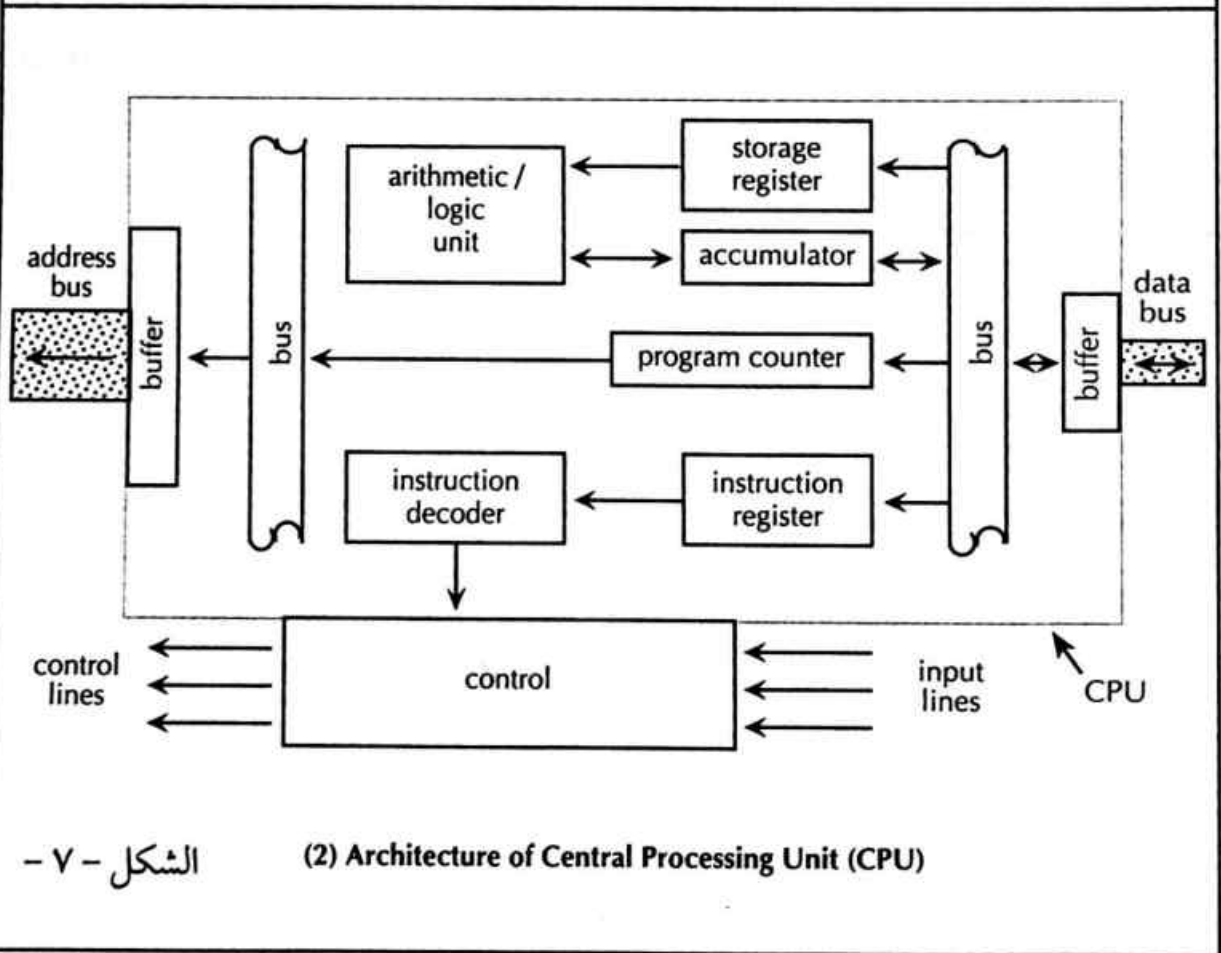 storage
register
arithmetic /
logic
unit
accumulator
address
bus
buffer
bus
program counter
bus
buffer
data
bus
instruction
decoder
instruction
register
control
lines
control
input
lines
CPU
الشكل - ٧ -
(2) Architecture of Central Processing Unit (CPU)